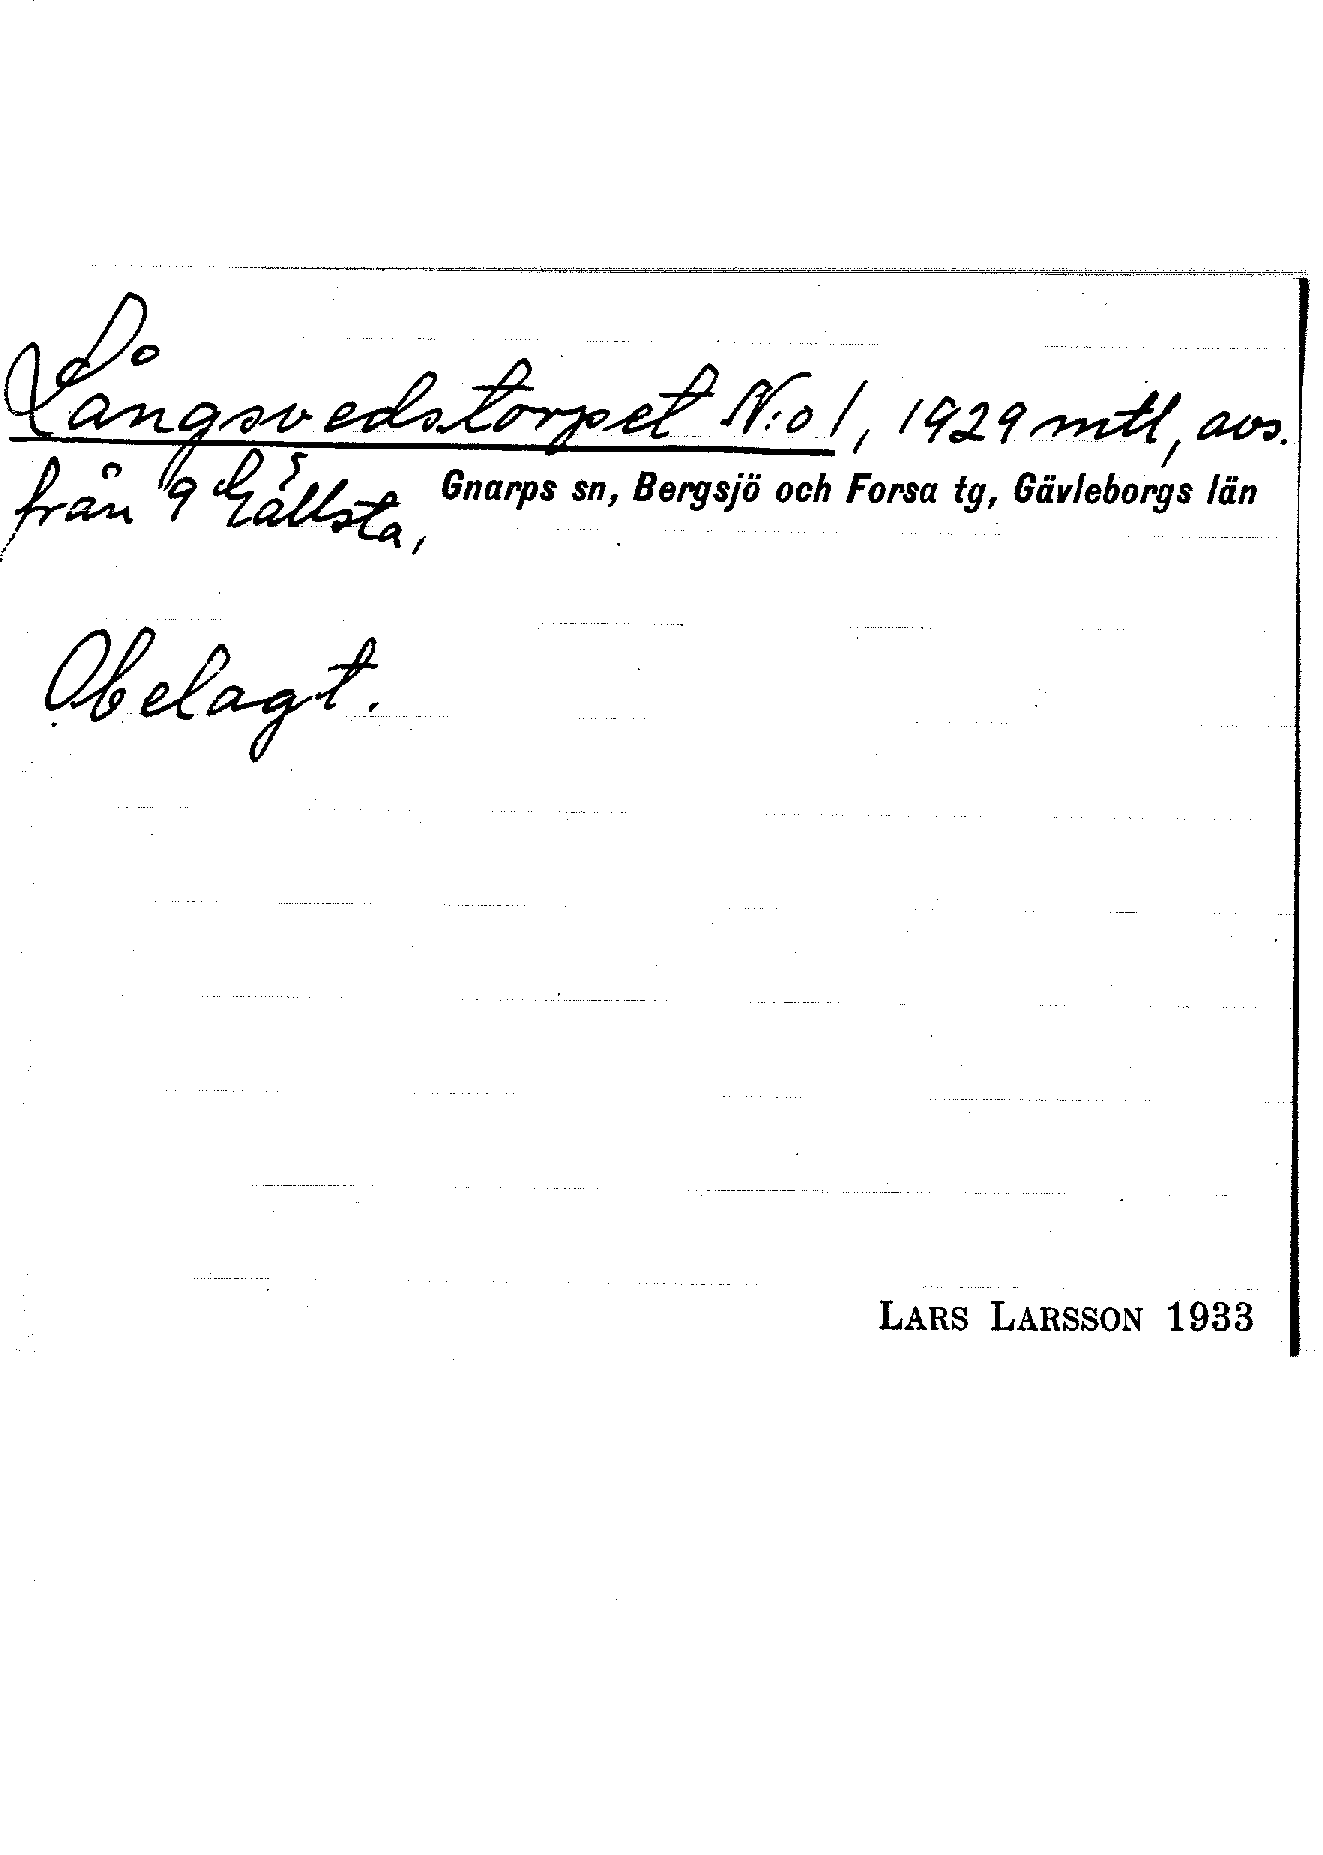 Långsvedstorpet N:o 1, 1929 mtl, avs.
från 9 Gällsta, Gnarps sn, Bergsjö och Forsa tg, Gävleborgs län
Obelagt.
LARS LARSSON 1933